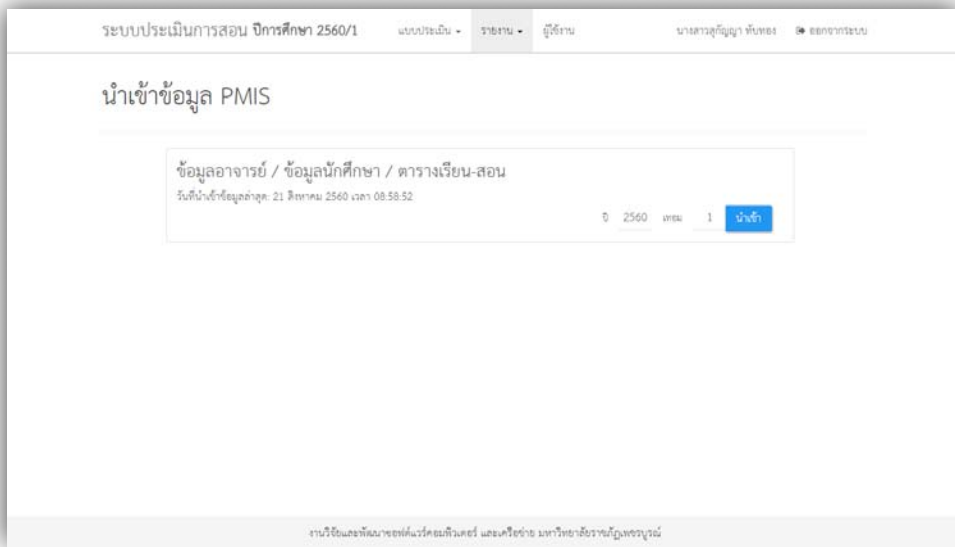 ระบบประเมินการสอน ปีการศึกษา 2560/1 แบบประเมิน รายงาน ผู้ใช้งาน นางสาวสุกัญญา ทับทอง ออกจากระบบ
นำเข้าข้อมูล PMIS
ข้อมูลอาจารย์ / ข้อมูลนักศึกษา / ตารางเรียน-สอน
วันที่นำเข้าข้อมูลล่าสุด: 21 สิงหาคม 2560 เวลา 08:58:52
ปี 2560 เทอม 1 นำเข้า
งานวิจัยและพัฒนาซอฟต์แวร์คอมพิวเตอร์ และเครือข่าย มหาวิทยาลัยราชภัฏเพชรบูรณ์